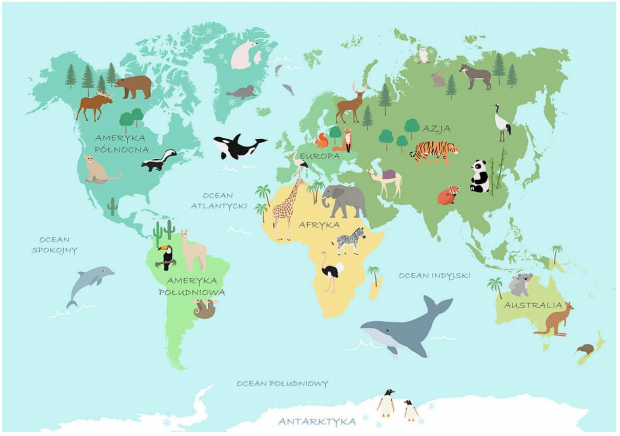 AMERYKA
PÓŁNOCNA
AZJA
EUROPA
OCEAN
ATLANTYCKI
AFRYKA
OCEAN
SPOKOJNY
OCEAN INDYJSKI
AMERYKA
POŁUDNIOWA
AUSTRALIA
OCEAN POŁUDNIOWY
ANTARKTYKA